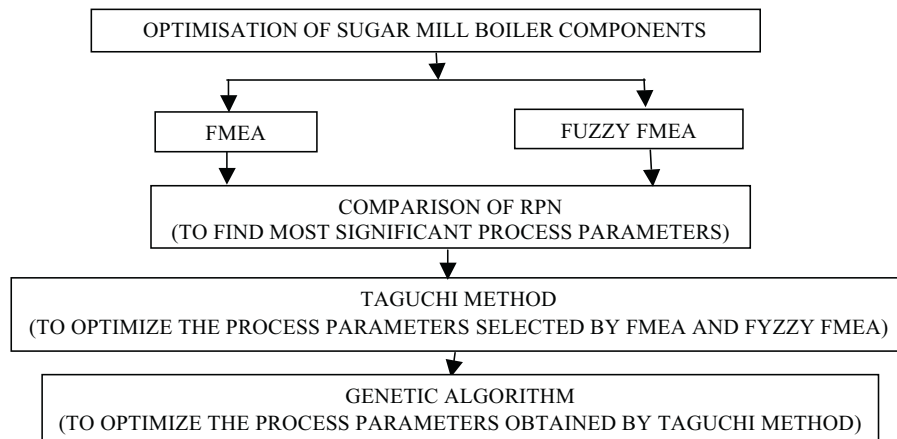 OPTIMISATION OF SUGAR MILL BOILER COMPONENTS
FMEA
FUZZY FMEA
COMPARISON OF RPN
(TO FIND MOST SIGNIFICANT PROCESS PARAMETERS)
TAGUCHI METHOD
(TO OPTIMIZE THE PROCESS PARAMETERS SELECTED BY FMEA AND FYZZY FMEA)
GENETIC ALGORITHM
(TO OPTIMIZE THE PROCESS PARAMETERS OBTAINED BY TAGUCHI METHOD)